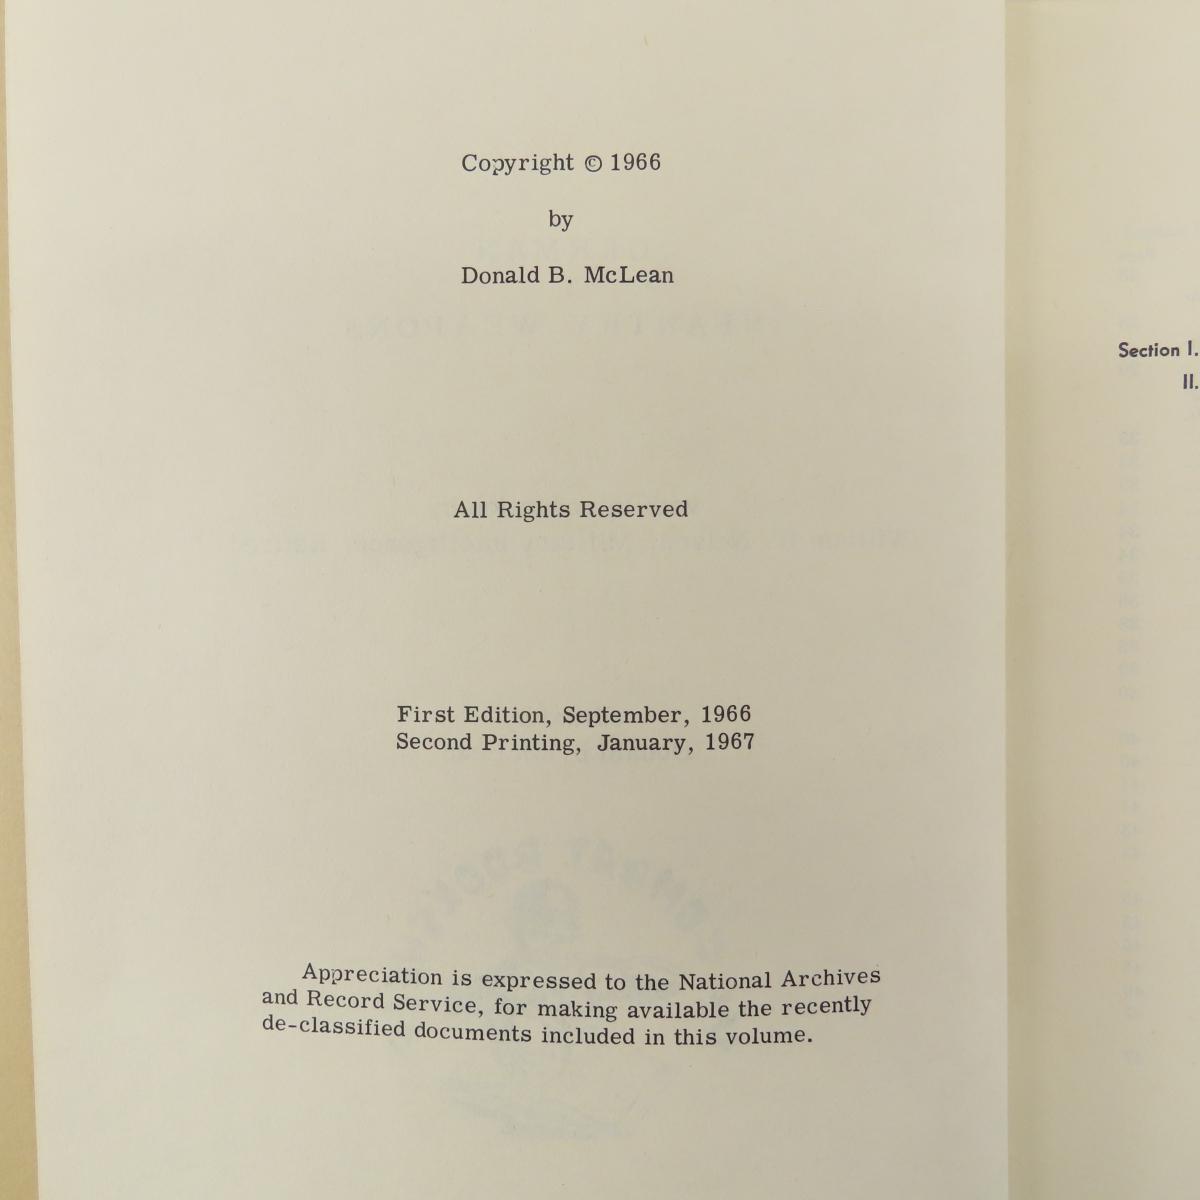 Copyright © 1966
by
Donald B. McLean
All Rights Reserved
First Edition, September, 1966
Second Printing, January, 1967
Appreciation is expressed to the National Archives
and Record Service, for making available the recently
de-classified documents included in this volume.
Section I.
II.